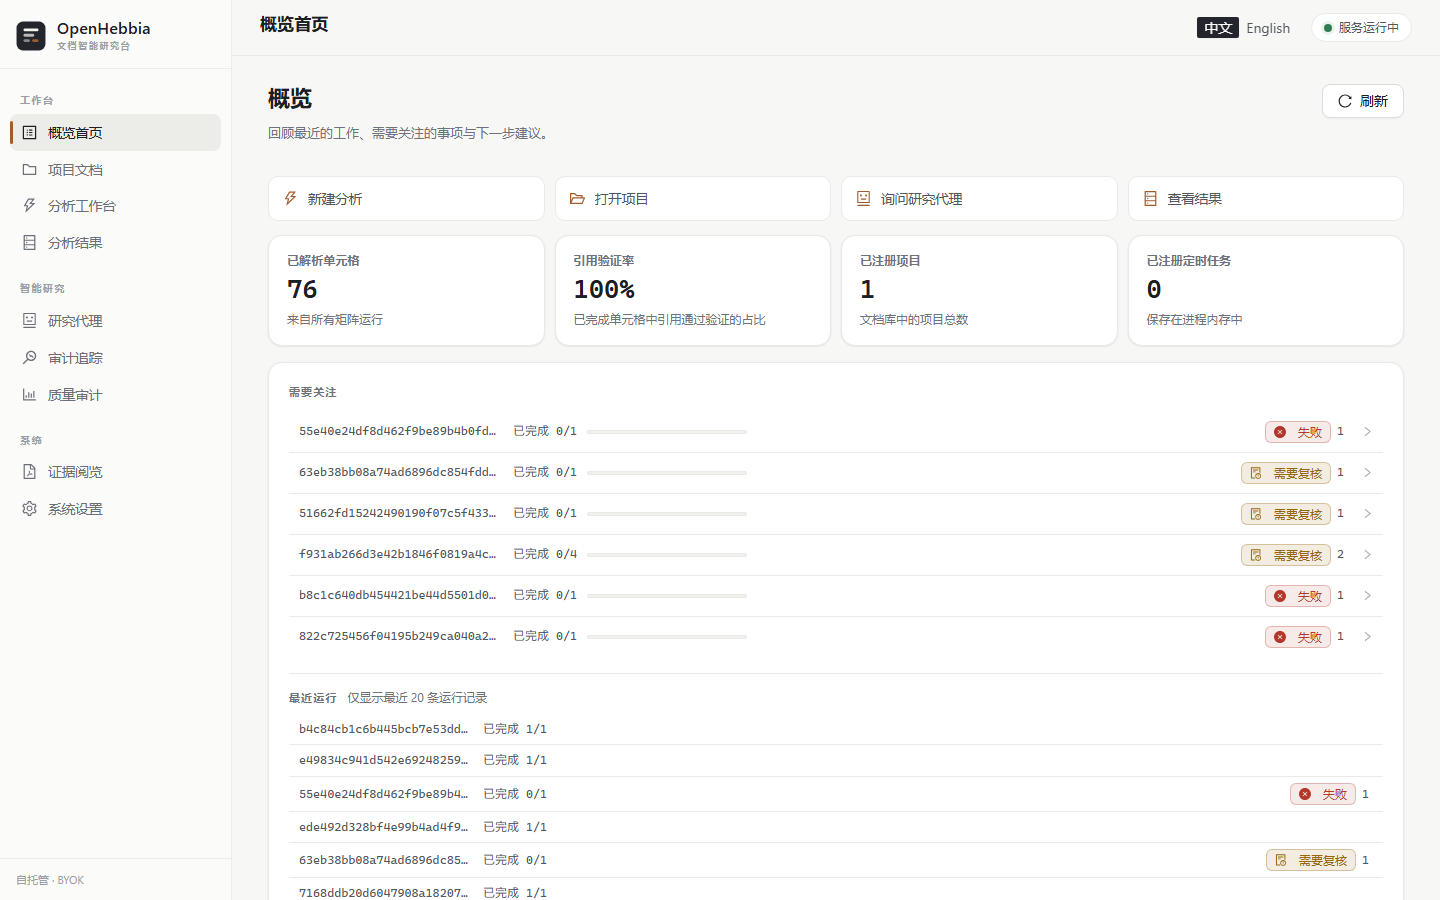 OpenHebbia
文档智能研究台
工作台
概览首页
项目文档
分析工作台
分析结果
智能研究
研究代理
审计追踪
质量审计
系统
证据阅览
系统设置
自托管 · BYOK
概览首页
中文 English
服务运行中
概览
回顾最近的工作、需要关注的事项与下一步建议。
刷新
新建分析
打开项目
询问研究代理
查看结果
已解析单元格
76
来自所有矩阵运行
引用验证率
100%
已完成单元格中引用通过验证的占比
已注册项目
1
文档库中的项目总数
已注册定时任务
0
保存在进程内存中
需要关注
55e40e24df8d462f9be89b4b0fd… 已完成 0/1 失败 1
63eb38bb08a74ad6896dc854fdd… 已完成 0/1 需要复核 1
51662fd15242490190f07c5f433… 已完成 0/1 需要复核 1
f931ab266d3e42b1846f0819a4c… 已完成 0/4 需要复核 2
b8c1c640db454421be44d5501d0… 已完成 0/1 失败 1
822c725456f04195b249ca040a2… 已完成 0/1 失败 1
最近运行 仅显示最近 20 条运行记录
b4c84cb1c6b445bcb7e53dd… 已完成 1/1
e49834c941d542e69248259… 已完成 1/1
55e40e24df8d462f9be89b4… 已完成 0/1 失败 1
ede492d328bf4e99b4ad4f9… 已完成 1/1
63eb38bb08a74ad6896dc85… 已完成 0/1 需要复核 1
7168ddb20d6047908a18207… 已完成 1/1